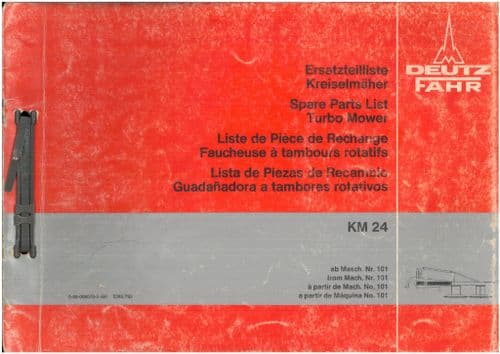 DEUTZ
FAHR
Ersatzteilliste
Kreiselmäher
Spare Parts List
Turbo Mower
Liste de Pièce de Rechange
Faucheuse à tambours rotatifs
Lista de Piezas de Recambio
Guadañadora a tambores rotativos
KM 24
ab Masch. Nr. 101
from Mach. Nr. 101
à partir de Mach. No. 101
a partir de Máquina No. 101